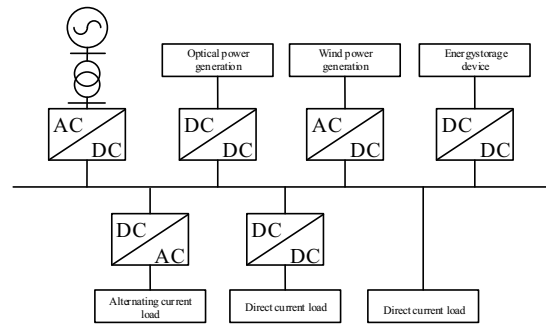 Optical power
generation
Wind power
generation
Energystorage
device
AC
DC
DC
DC
AC
DC
DC
DC
DC
AC
DC
DC
Alternating current
load
Direct current load
Direct current load